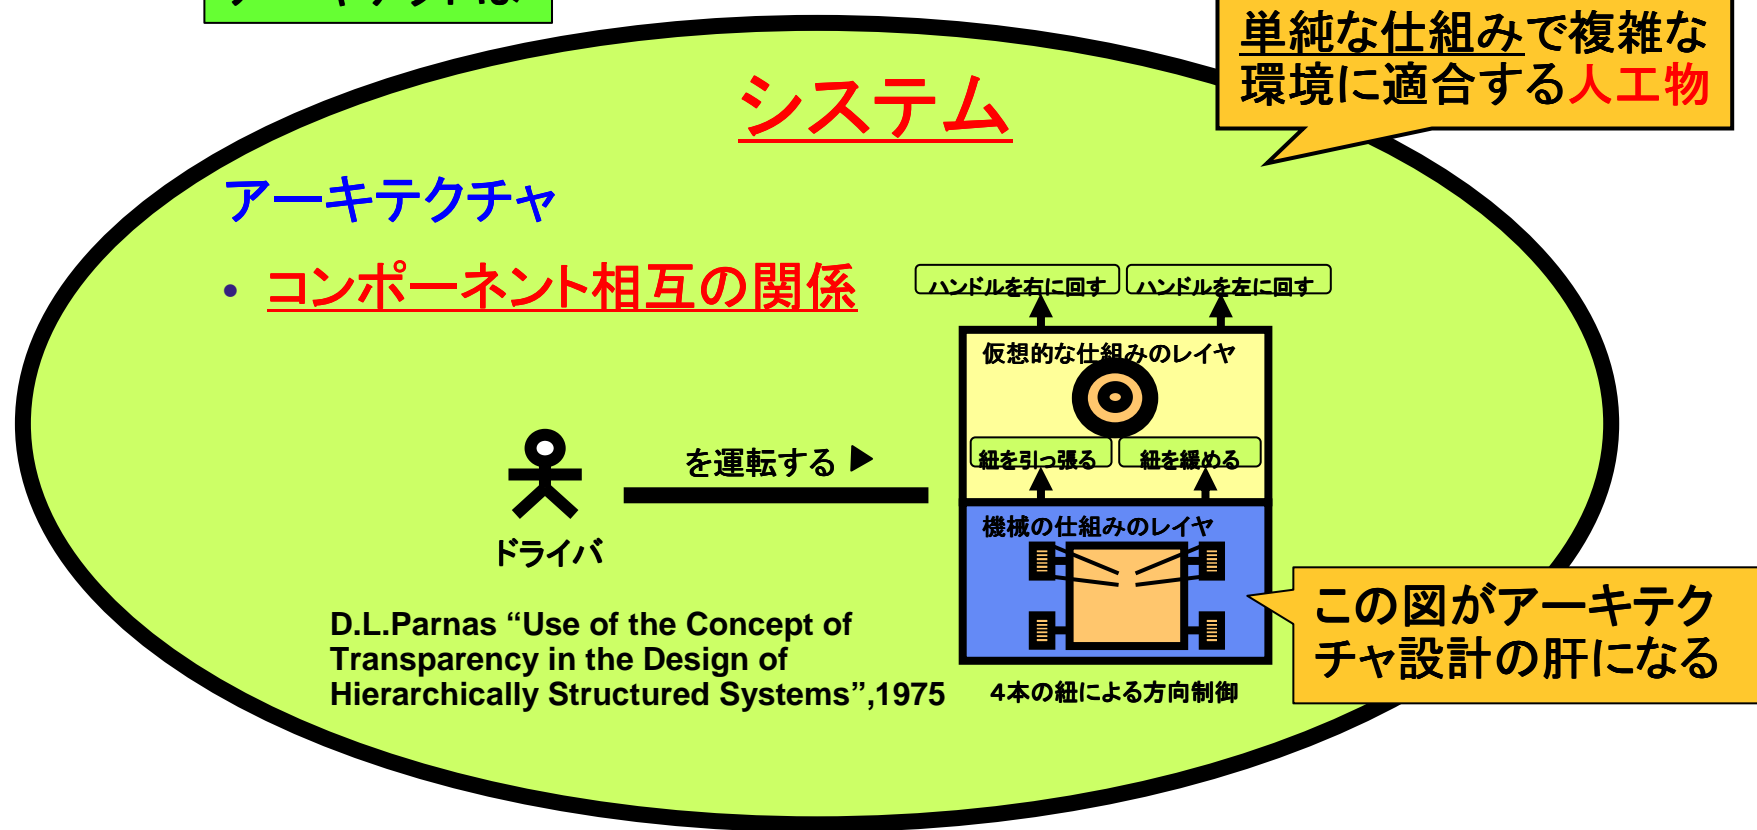 単純な仕組みで複雑な
環境に適合する人工物
システム
アーキテクチャ
• コンポーネント相互の関係
ハンドルを右に回す
ハンドルを左に回す
仮想的な仕組みのレイヤ
紐を引っ張る
紐を緩める
を運転する ▶
ドライバ
機械の仕組みのレイヤ
D.L.Parnas “Use of the Concept of
Transparency in the Design of
Hierarchically Structured Systems”,1975
4本の紐による方向制御
この図がアーキテク
チャ設計の肝になる